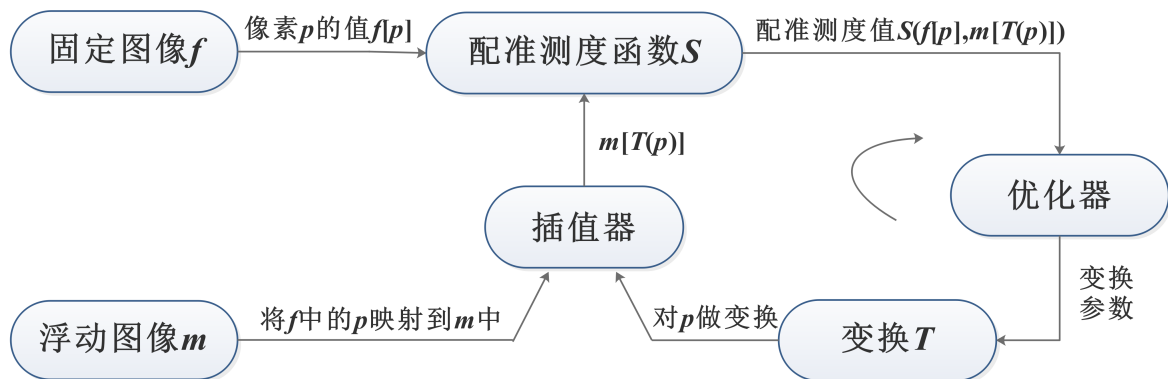 固定图像f
像素p的值f[p]
配准测度函数S
配准测度值S(f[p],m[T(p)])
m[T(p)]
优化器
插值器
变换
参数
浮动图像m
将f中的p映射到m中
对p做变换
变换T